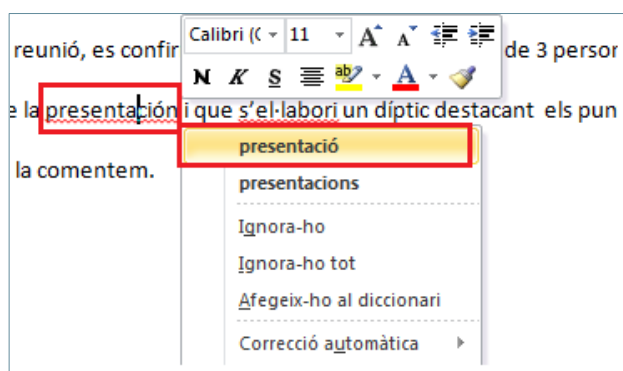 reunió, es confir
Calibri (C
11
de 3 person
N K S
e la presentación i que s'el·labori un díptic destacant els pun
presentació
la comentem.
presentacions
Ignora-ho
Ignora-ho tot
Afegeix-ho al diccionari
Correcció automàtica